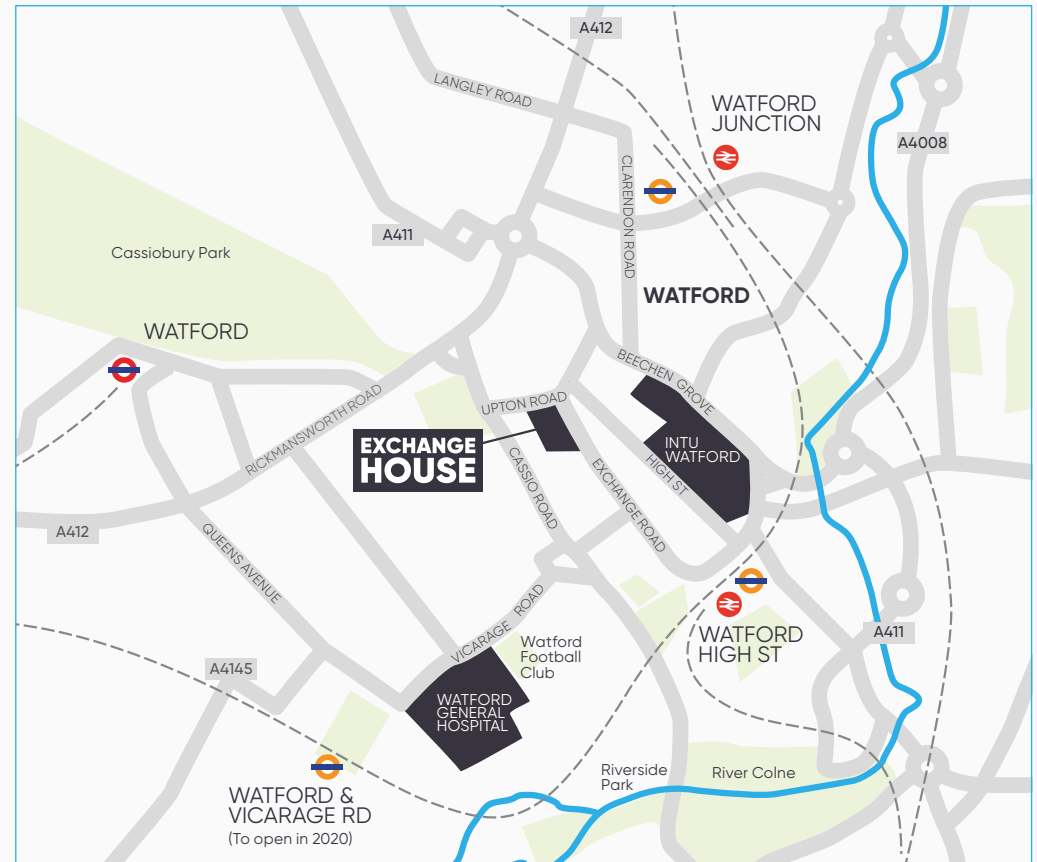 A412
LANGLEY ROAD
WATFORD
JUNCTION
A4008
CLARENDON ROAD
A411
Cassiobury Park
WATFORD
WATFORD
BEECHEN GROVE
RICKMANSWORTH ROAD
UPTON ROAD
EXCHANGE
HOUSE
INTU
WATFORD
CASSIO ROAD
EXCHANGE ROAD
HIGH ST
A412
QUEENS AVENUE
VICARAGE ROAD
WATFORD
HIGH ST
A411
Watford
Football
Club
A4145
WATFORD
GENERAL
HOSPITAL
Riverside
Park
River Colne
WATFORD &
VICARAGE RD
(To open in 2020)